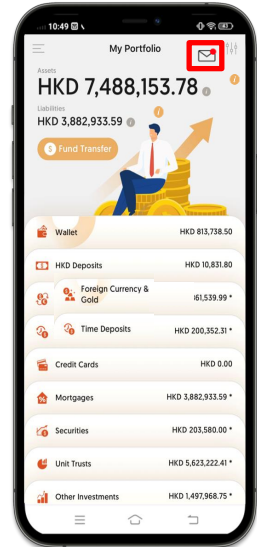 10:49
My Portfolio
Assets
HKD 7,488,153.78
Liabilities
HKD 3,882,933.59
Fund Transfer
Wallet HKD 813,738.50
HKD Deposits HKD 10,831.80
Foreign Currency &
Gold
161,539.99 *
Time Deposits HKD 200,352.31 *
Credit Cards HKD 0.00
Mortgages HKD 3,882,933.59 *
Securities HKD 203,580.00 *
Unit Trusts HKD 5,623,222.41 *
Other Investments HKD 1,497,968.75 *